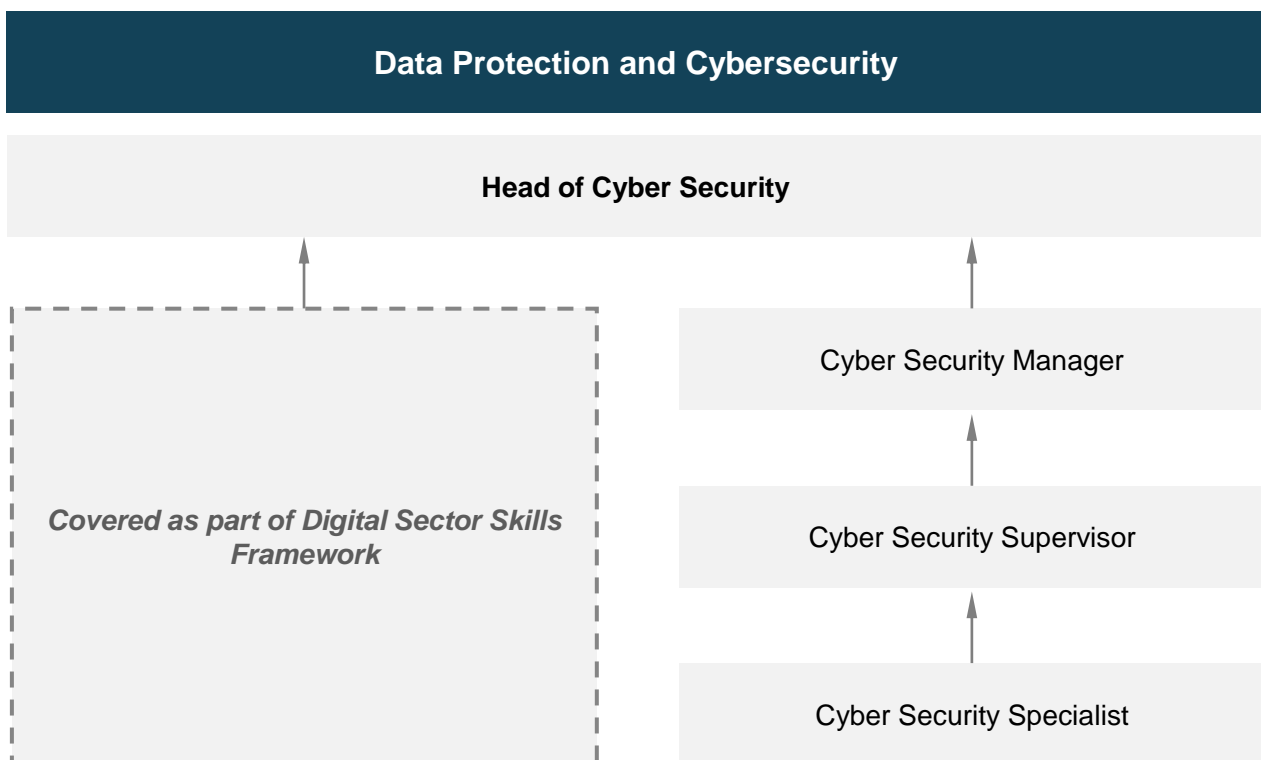 Data Protection and Cybersecurity
Head of Cyber Security
Covered as part of Digital Sector Skills
Framework
Cyber Security Manager
Cyber Security Supervisor
Cyber Security Specialist